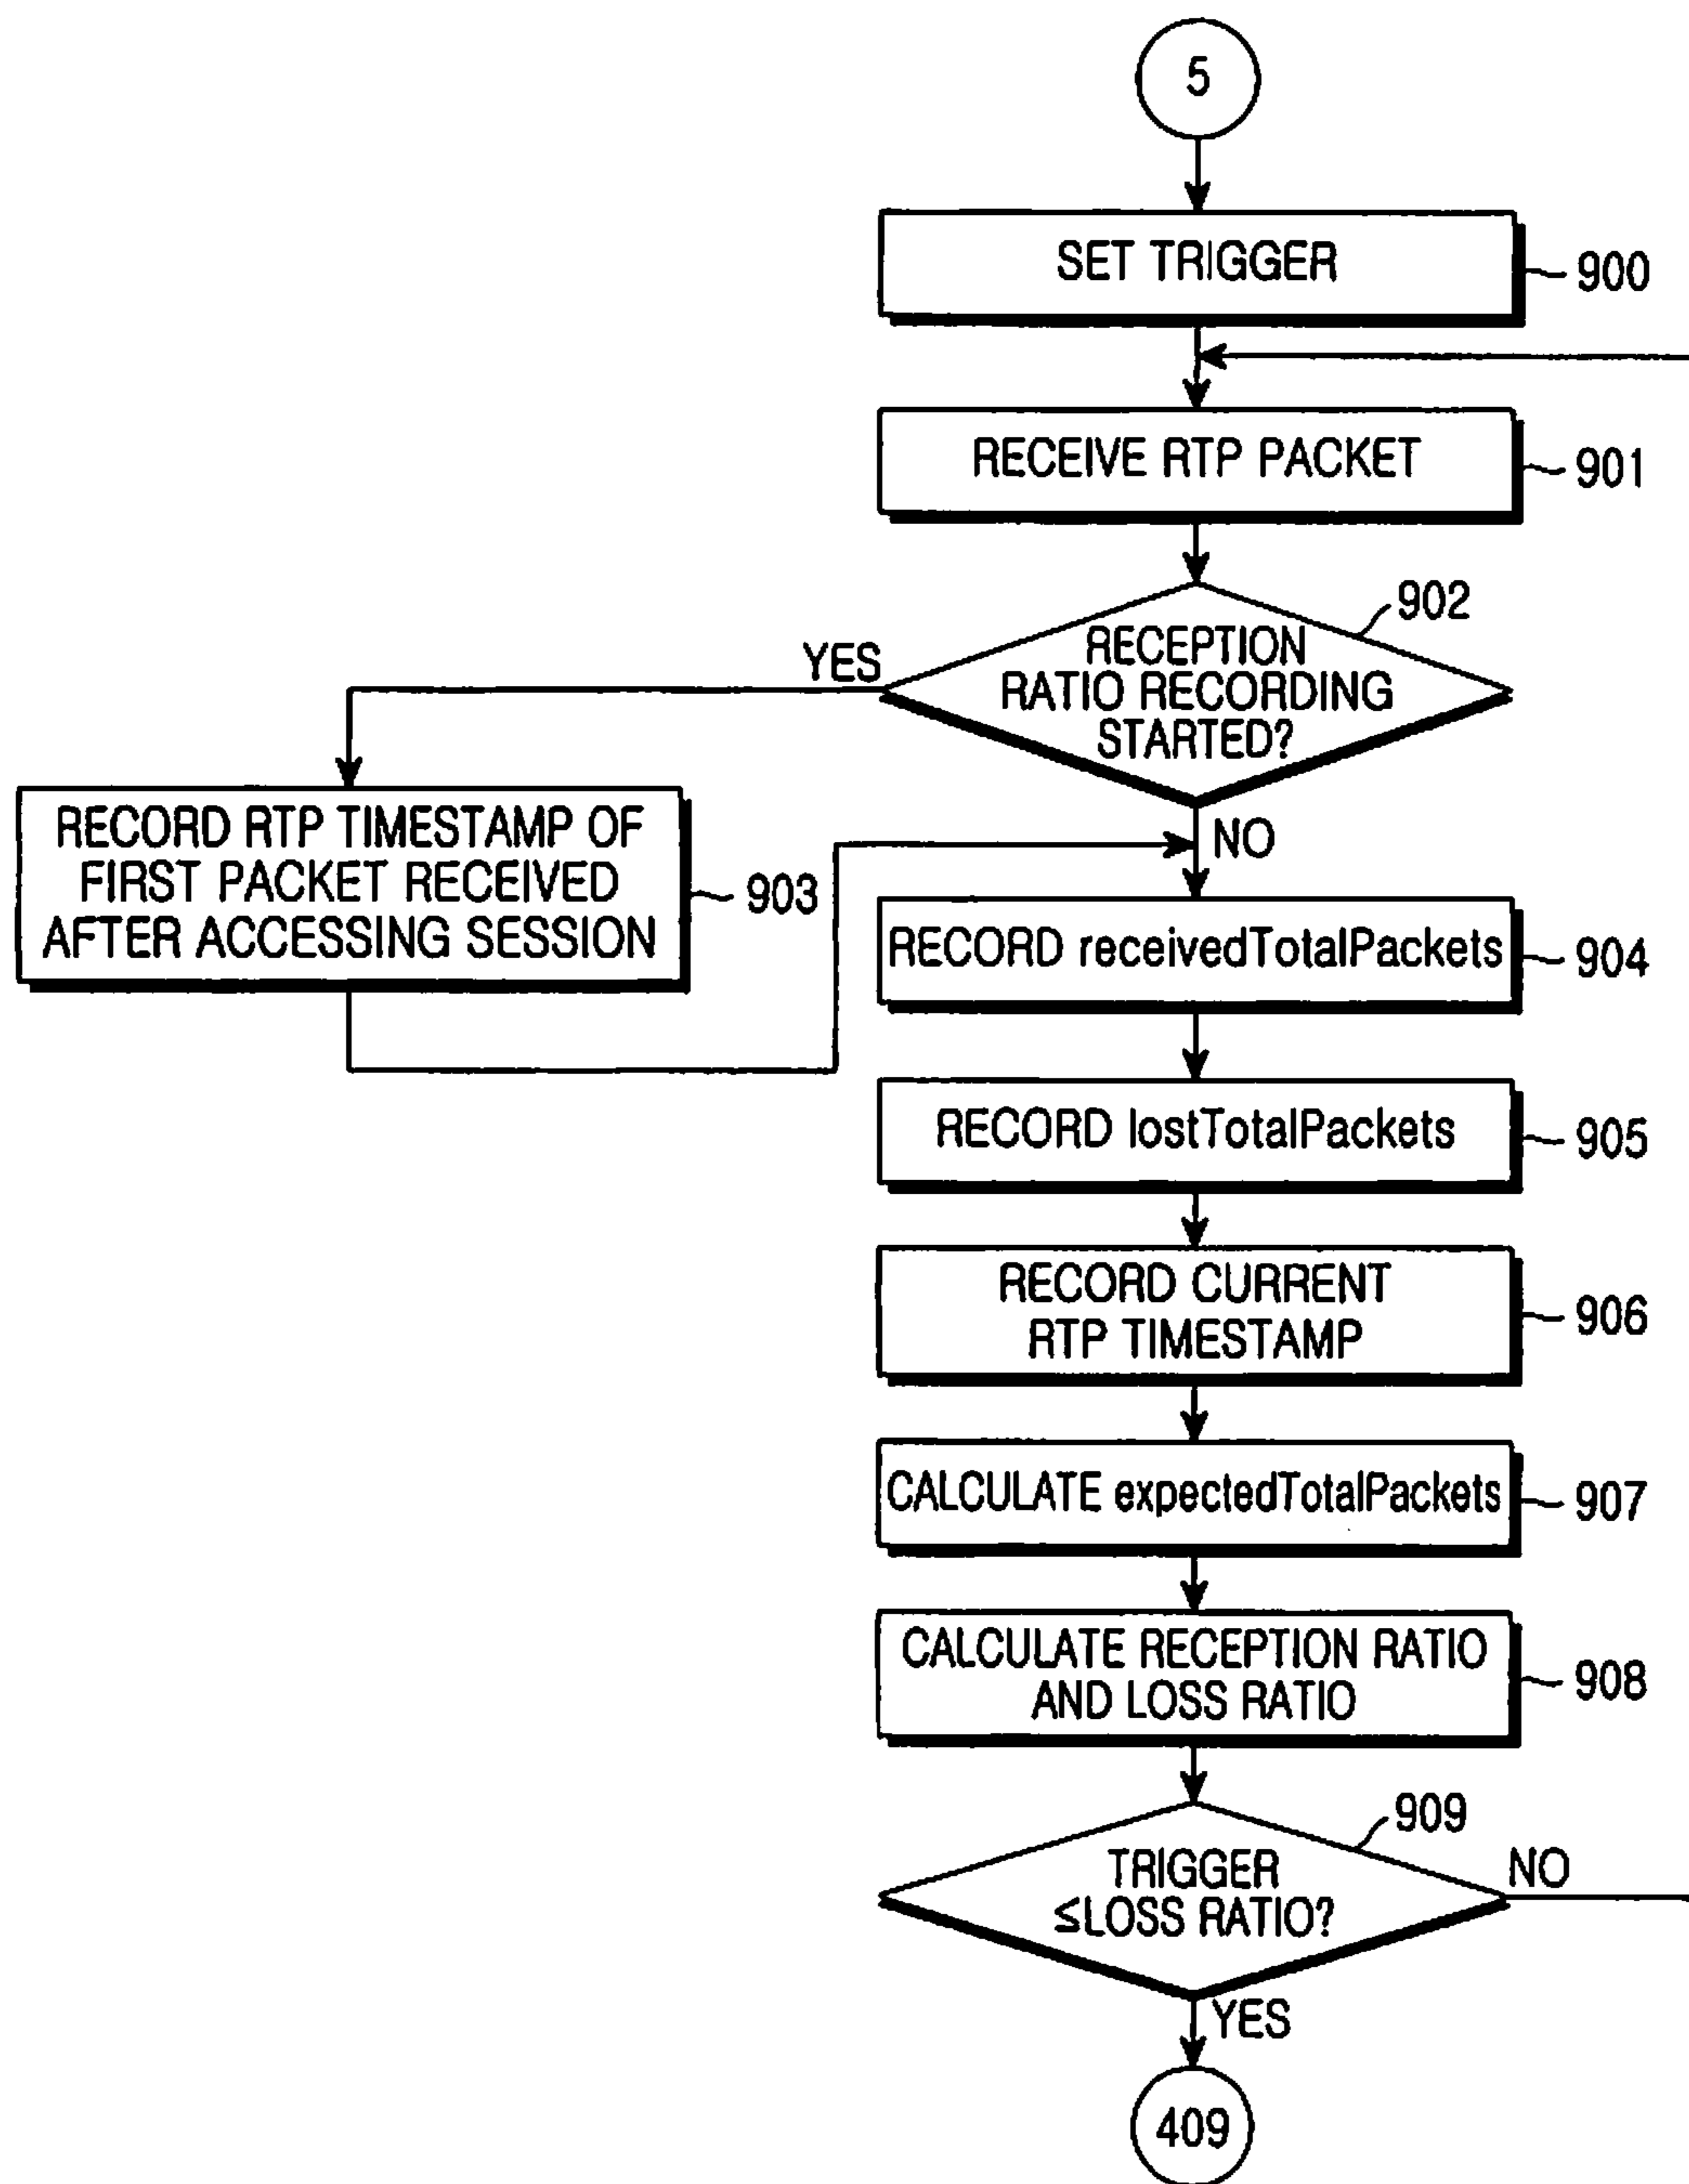 5
SET TRIGGER
900
RECEIVE RTP PACKET
901
902
RECEPTION
RATIO RECORDING
STARTED?
YES
NO
RECORD RTP TIMESTAMP OF
FIRST PACKET RECEIVED
AFTER ACCESSING SESSION
903
RECORD receivedTotalPackets
904
RECORD lostTotalPackets
905
RECORD CURRENT
RTP TIMESTAMP
906
CALCULATE expectedTotalPackets
907
CALCULATE RECEPTION RATIO
AND LOSS RATIO
908
909
TRIGGER
≤LOSS RATIO?
NO
YES
409